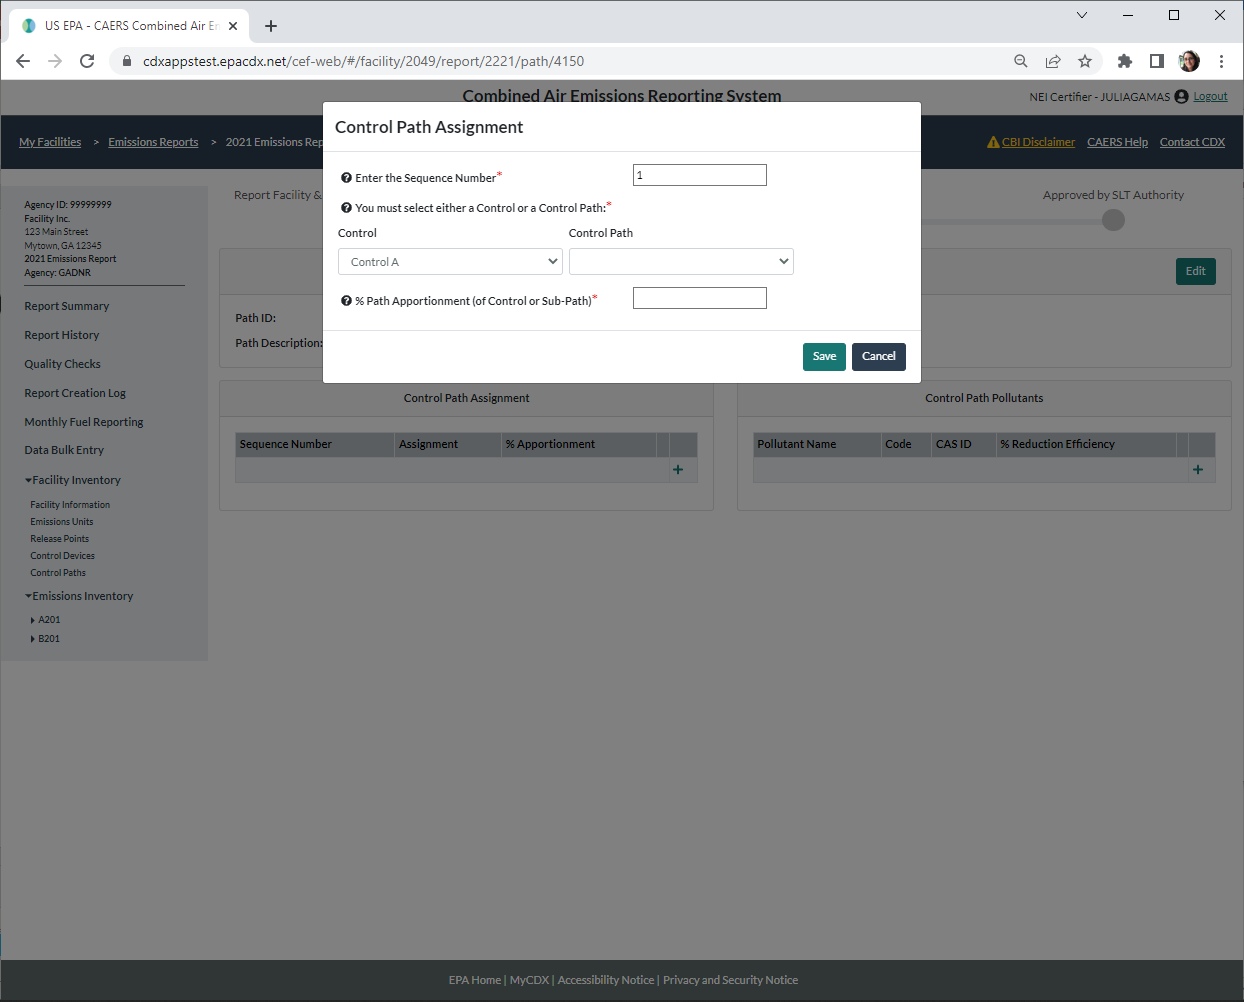 US EPA - CAERS Combined Air En
cdxappstest.epacdx.net/cef-web/#/facility/2049/report/2221/path/4150
Combined Air Emissions Reporting System
NEI Certifier - JULIAGAMAS Logout
My Facilities > Emissions Reports > 2021 Emissions Rep
CBI Disclaimer CAERS Help Contact CDX
Control Path Assignment
Enter the Sequence Number* 1
You must select either a Control or a Control Path:*
Control Control Path
Control A
% Path Apportionment (of Control or Sub-Path)*
Save Cancel
Agency ID: 99999999
Facility Inc.
123 Main Street
Mytown, GA 12345
2021 Emissions Report
Agency: GADNR
Report Summary
Report History
Quality Checks
Report Creation Log
Monthly Fuel Reporting
Data Bulk Entry
Facility Inventory
Facility Information
Emissions Units
Release Points
Control Devices
Control Paths
Emissions Inventory
A201
B201
Report Facility &
Approved by SLT Authority
Edit
Path ID:
Path Description:
Control Path Assignment
Sequence Number Assignment % Apportionment
+
Control Path Pollutants
Pollutant Name Code CAS ID % Reduction Efficiency
+
EPA Home | MyCDX | Accessibility Notice | Privacy and Security Notice